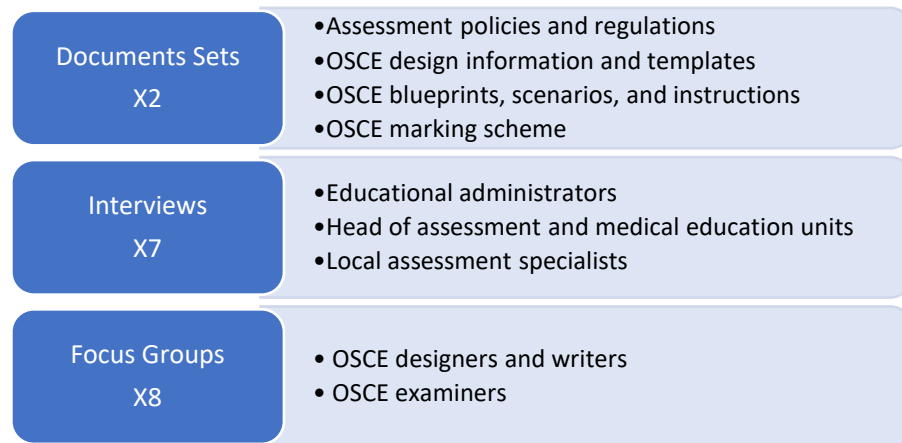 Documents Sets
X2
•Assessment policies and regulations
•OSCE design information and templates
•OSCE blueprints, scenarios, and instructions
•OSCE marking scheme
Interviews
X7
•Educational administrators
•Head of assessment and medical education units
•Local assessment specialists
Focus Groups
X8
• OSCE designers and writers
• OSCE examiners